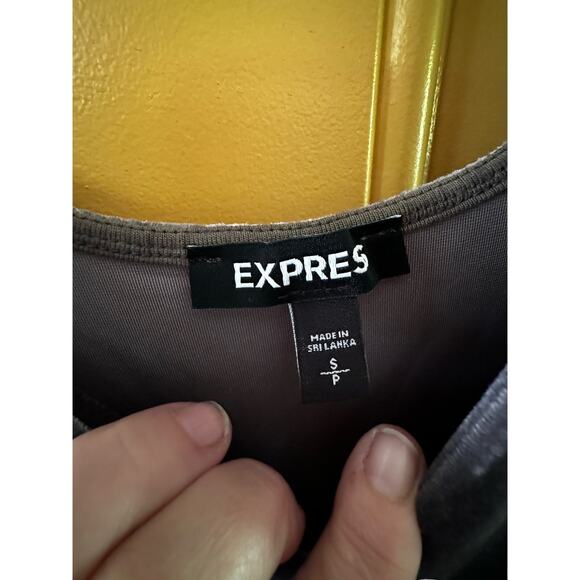 EXPRES
MADE IN
SRI LANKA
S
P